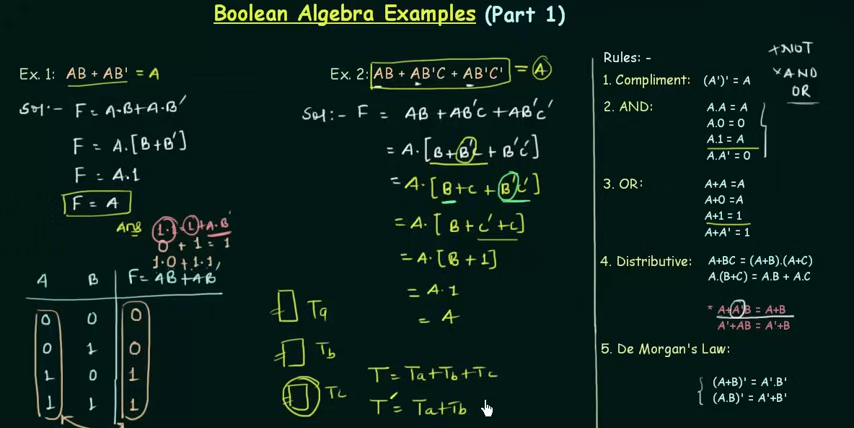 Boolean Algebra Examples (Part 1)
Ex. 1: AB + AB' = A
Sol:- F = A·B+A·B'
F = A.[B+B']
F = A.1
F = A
Ans
1·1=1+A·B'
0 + 1 = 1
1·0+1·1,
A B F = AB+AB'
0 0 0
0 1 0
1 0 1
1 1 1
Ex. 2: AB + AB'C + AB'C' = A
Sol:- F = AB + AB'C + AB'C'
= A·[B+B'C + B'C']
= A·[B+C + B'C']
= A·[B+C'+C]
= A·[B+1]
= A·1
= A
Ta
Tb
Tc
T = Ta+Tb+Tc
T' = Ta+Tb
Rules: -
+NOT
×AND
OR
1. Compliment: (A')' = A
2. AND: A.A = A
A.0 = 0
A.1 = A
A.A' = 0
3. OR: A+A =A
A+0 =A
A+1 = 1
A+A' = 1
4. Distributive: A+BC = (A+B).(A+C)
A.(B+C) = A.B + A.C
* A+A'B = A+B
A'+AB = A'+B
5. De Morgan's Law:
(A+B)' = A'.B'
(A.B)' = A'+B'